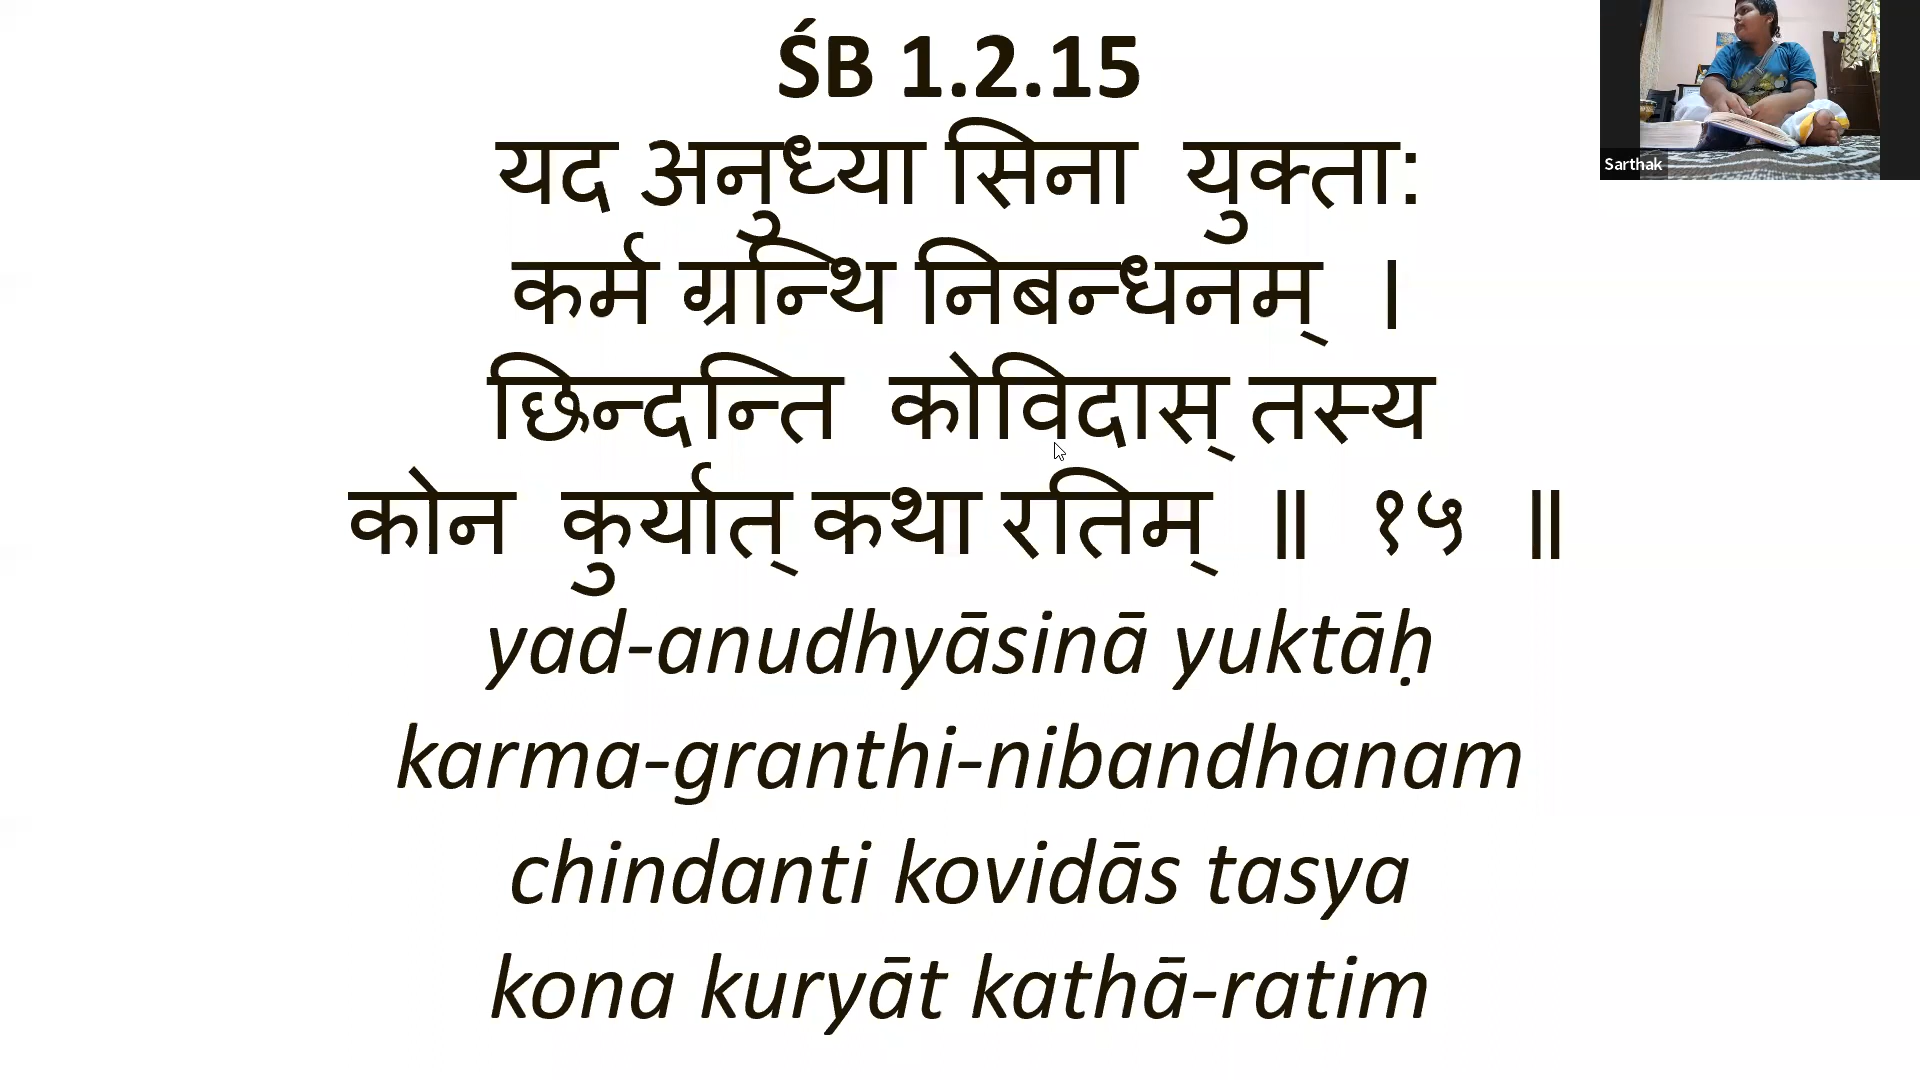 ŚB 1.2.15
यद अनुध्या सिना युक्ता:
कर्म ग्रन्थि निबन्धनम् ।
छिन्दन्ति कोविदास् तस्य
कोन कुर्यात् कथा रतिम् ॥ १५ ॥
yad-anudhyāsinā yuktāḥ
karma-granthi-nibandhanam
chindanti kovidās tasya
kona kuryāt kathā-ratim
Sarthak